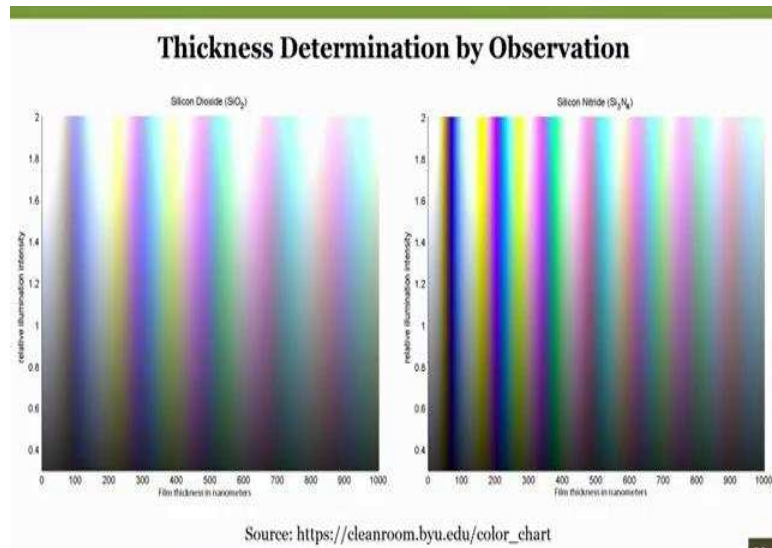 Thickness Determination by Observation
Silicon Dioxide (SiO2)
2
1.8
1.6
1.4
1.2
1
0.8
0.6
0.4
relative illumination intensity
0 100 200 300 400 500 600 700 800 900 1000
Film thickness in nanometers
Silicon Nitride (Si3N4)
2
1.8
1.6
1.4
1.2
1
0.8
0.6
0.4
relative illumination intensity
0 100 200 300 400 500 600 700 800 900 1000
Film thickness in nanometers
Source: https://cleanroom.byu.edu/color_chart